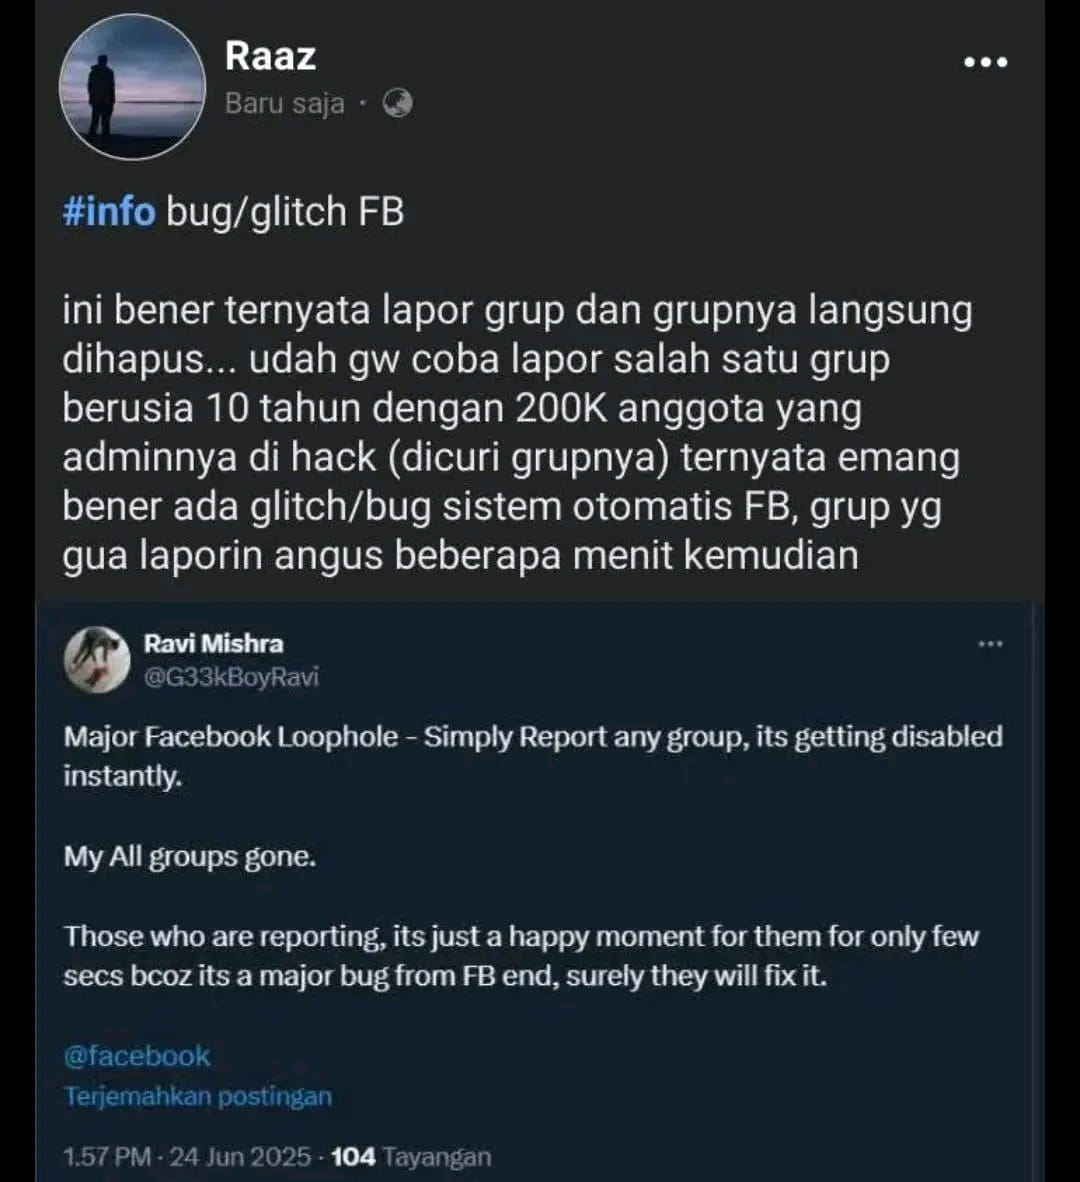 Raaz
Baru saja ·
#info bug/glitch FB
ini bener ternyata lapor grup dan grupnya langsung
dihapus... udah gw coba lapor salah satu grup
berusia 10 tahun dengan 200K anggota yang
adminnya di hack (dicuri grupnya) ternyata emang
bener ada glitch/bug sistem otomatis FB, grup yg
gua laporin angus beberapa menit kemudian
Ravi Mishra
@G33kBoyRavi
Major Facebook Loophole - Simply Report any group, its getting disabled
instantly.
My All groups gone.
Those who are reporting, its just a happy moment for them for only few
secs bcoz its a major bug from FB end, surely they will fix it.
@facebook
Terjemahkan postingan
1.57 PM · 24 Jun 2025 · 104 Tayangan